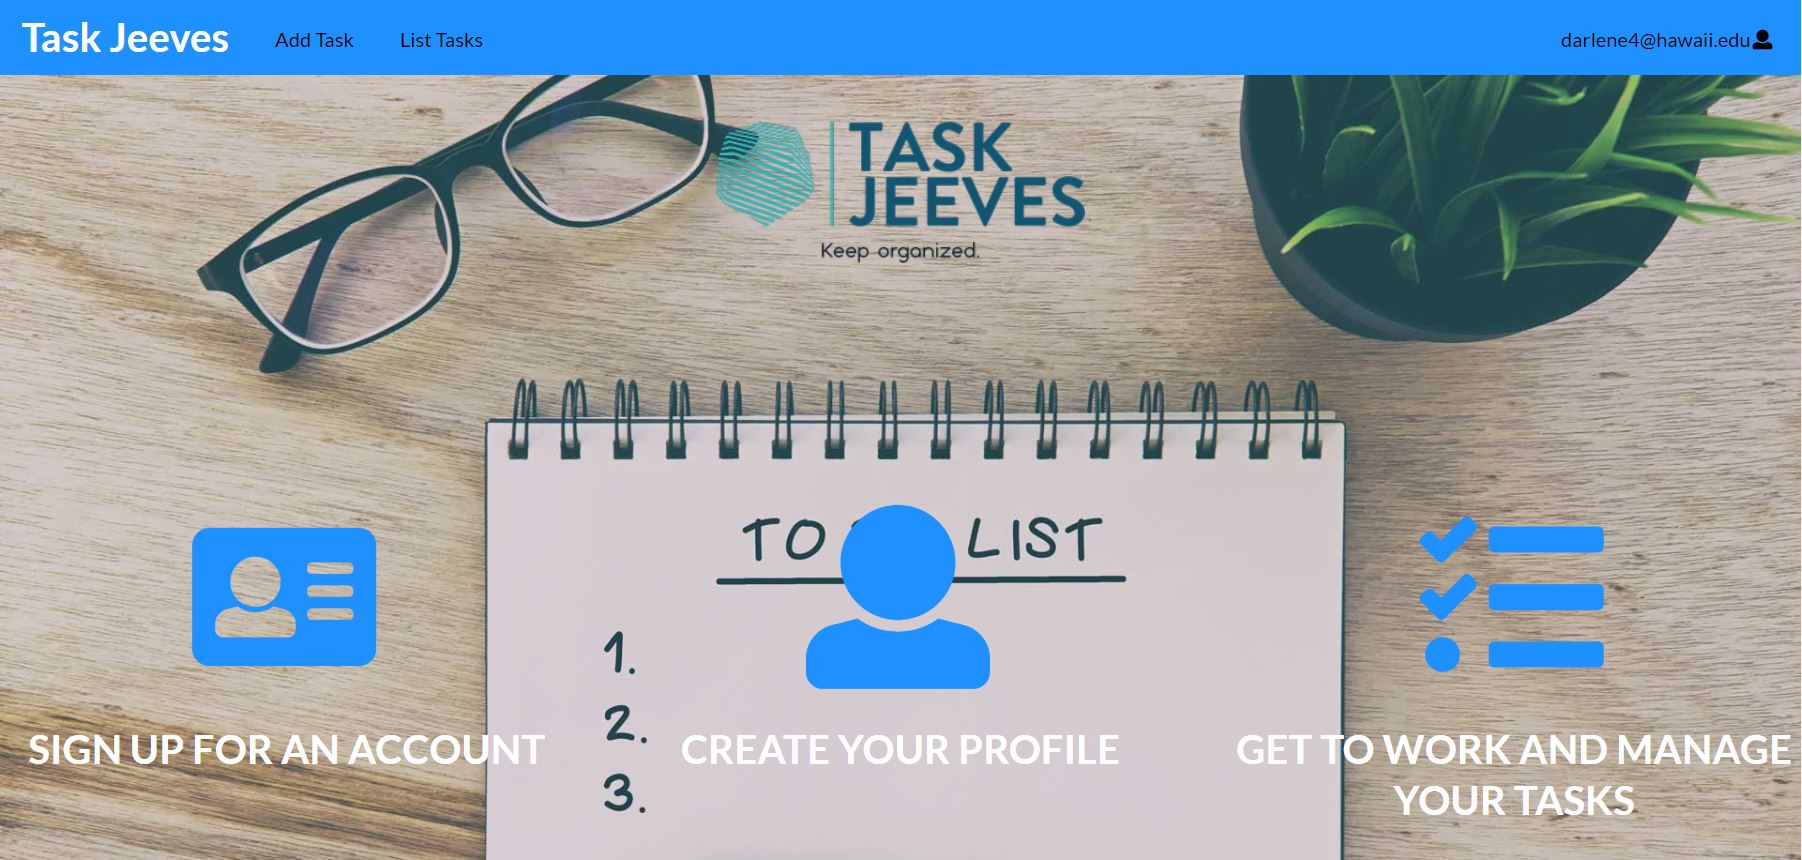 Task Jeeves Add Task List Tasks darlene4@hawaii.edu
TASK
JEEVES
Keep organized.
TO LIST
1.
2.
3.
SIGN UP FOR AN ACCOUNT
CREATE YOUR PROFILE
GET TO WORK AND MANAGE
YOUR TASKS